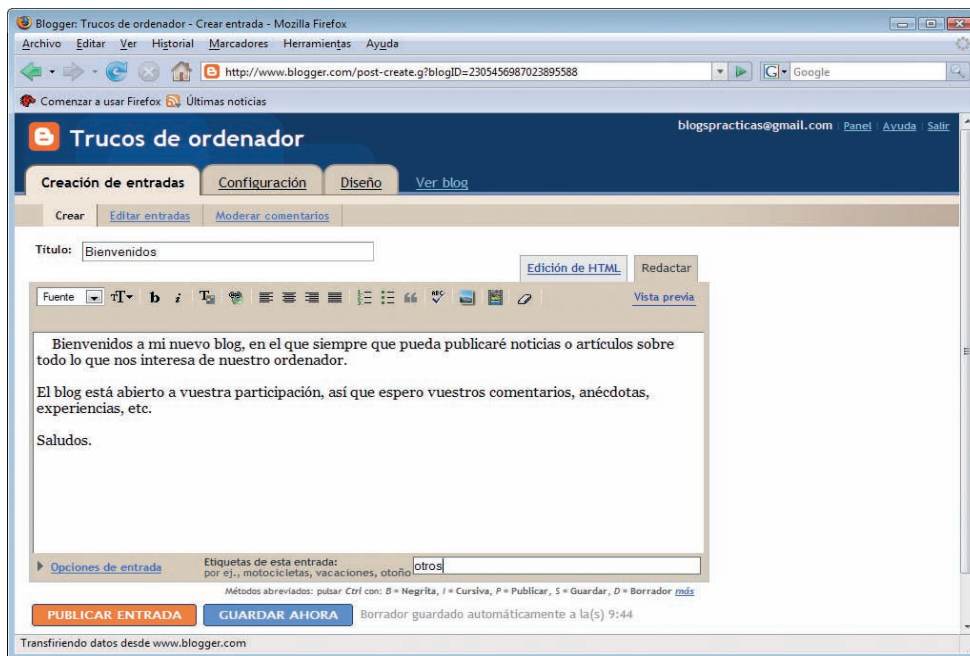 Blogger: Trucos de ordenador - Crear entrada - Mozilla Firefox
Archivo Editar Ver Historial Marcadores Herramientas Ayuda
http://www.blogger.com/post-create.g?blogID=2305456987023895588
G Google
Comenzar a usar Firefox Últimas noticias
Trucos de ordenador
blogspracticas@gmail.com | Panel | Ayuda | Salir
Creación de entradas Configuración Diseño Ver blog
Crear Editar entradas Moderar comentarios
Título: Bienvenidos
Edición de HTML Redactar
Fuente b i ABC Vista previa
Bienvenidos a mi nuevo blog, en el que siempre que pueda publicaré noticias o artículos sobre
todo lo que nos interesa de nuestro ordenador.
El blog está abierto a vuestra participación, así que espero vuestros comentarios, anécdotas,
experiencias, etc.
Saludos.
Opciones de entrada
Etiquetas de esta entrada:
por ej., motocicletas, vacaciones, otoño
otros
Métodos abreviados: pulsar Ctrl con: B = Negrita, I = Cursiva, P = Publicar, S = Guardar, D = Borrador más
PUBLICAR ENTRADA GUARDAR AHORA Borrador guardado automáticamente a la(s) 9:44
Transfiriendo datos desde www.blogger.com